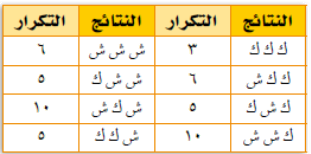 النتائج التكرار النتائج التكرار
ك ك ك ٣ ش ش ش ٦
ك ك ش ٦ ش ش ك ٥
ك ش ك ٥ ش ك ش ١٠
ك ش ش ١٠ ش ك ك ٥